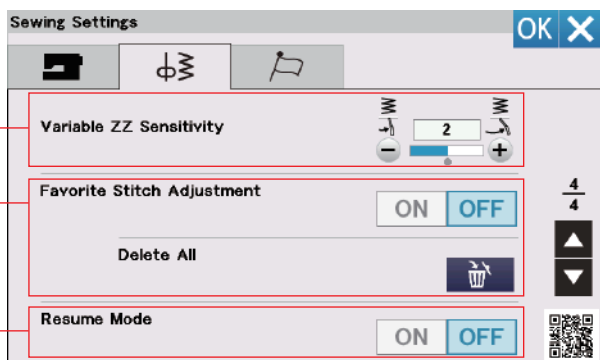 Sewing Settings
OK
Variable ZZ Sensitivity
2
Favorite Stitch Adjustment
ON OFF
4
4
Delete All
Resume Mode
ON OFF